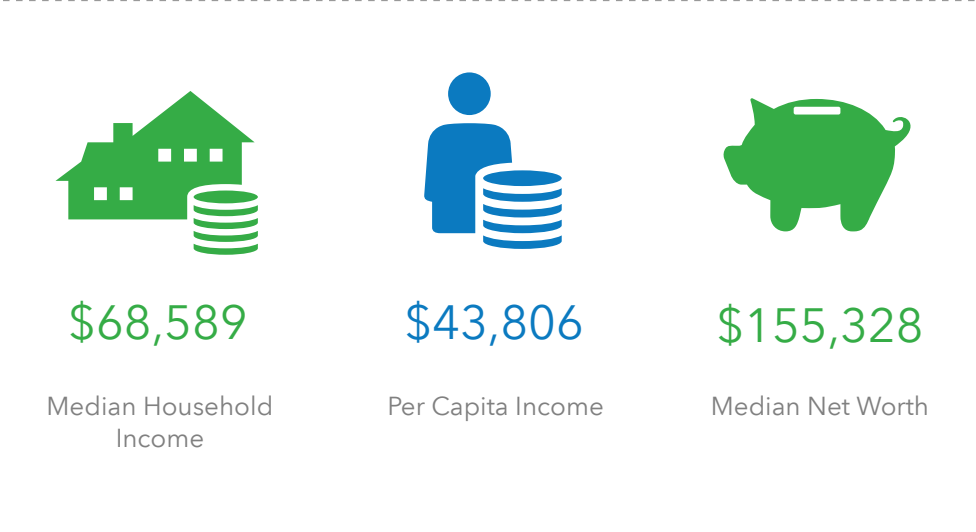 $68,589
Median Household
Income
$43,806
Per Capita Income
$155,328
Median Net Worth